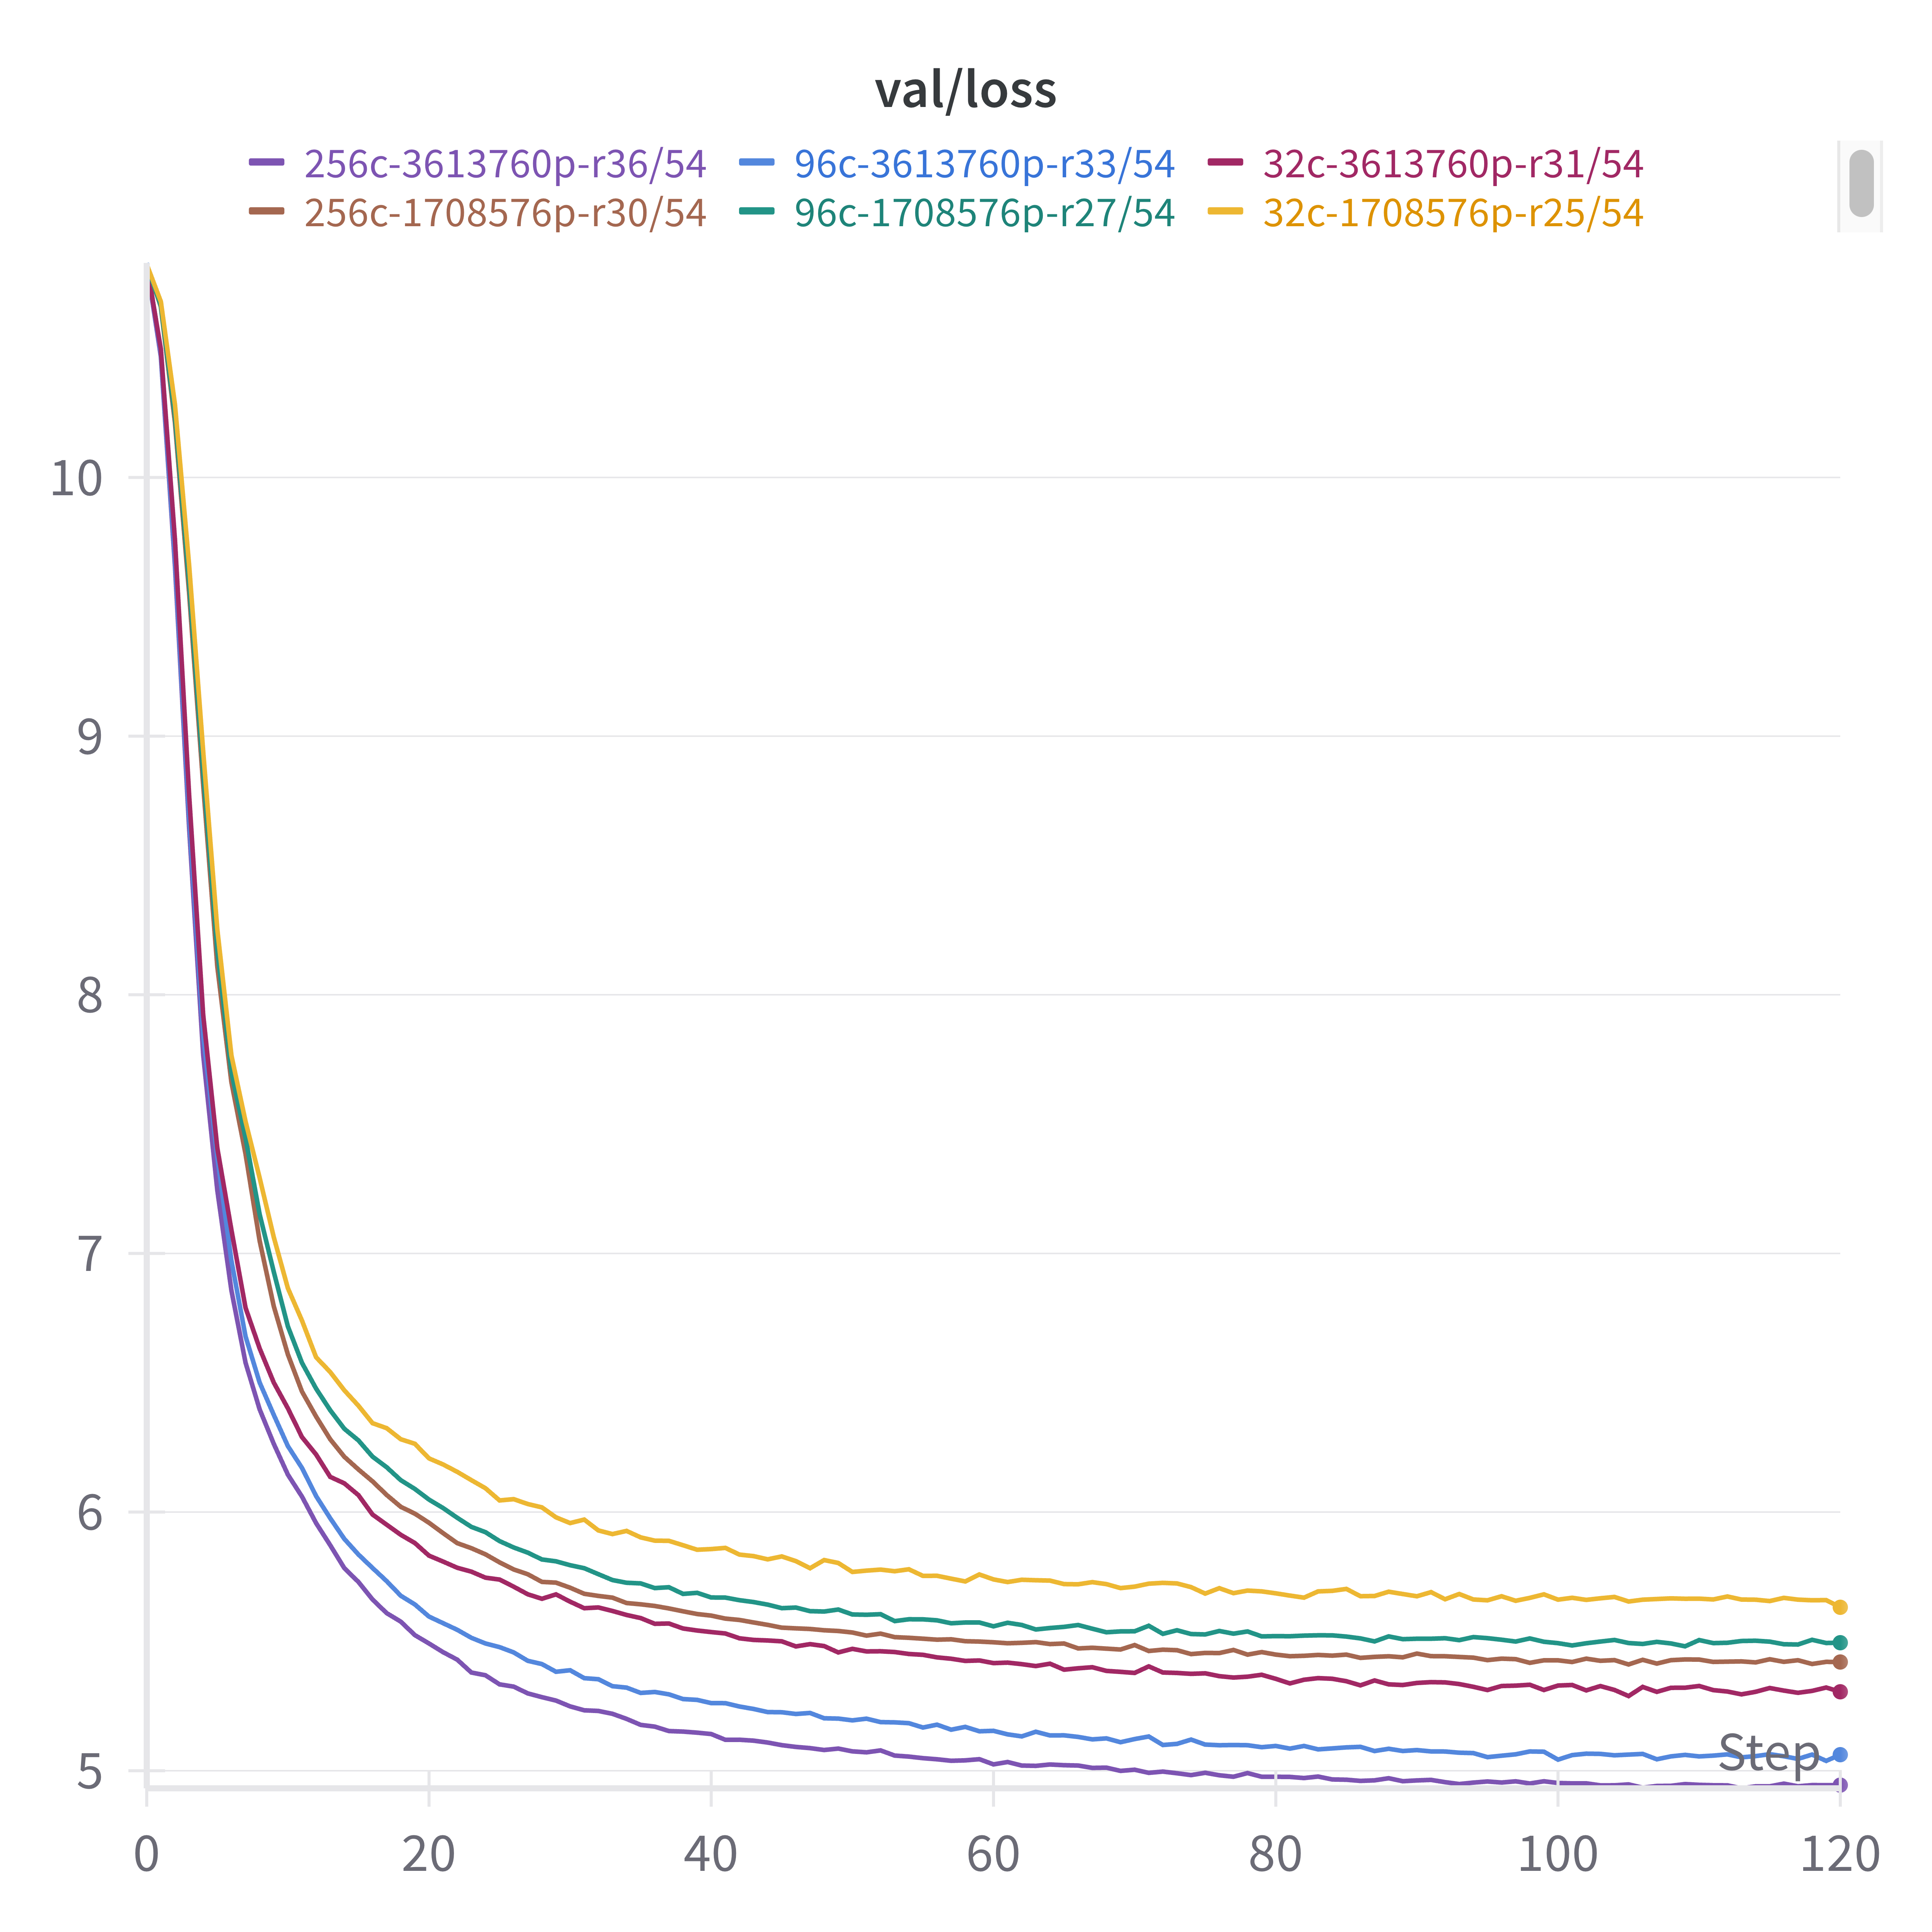 val/loss
256c-3613760p-r36/54 96c-3613760p-r33/54 32c-3613760p-r31/54
256c-1708576p-r30/54 96c-1708576p-r27/54 32c-1708576p-r25/54
10
9
8
7
6
5
Step
0 20 40 60 80 100 120